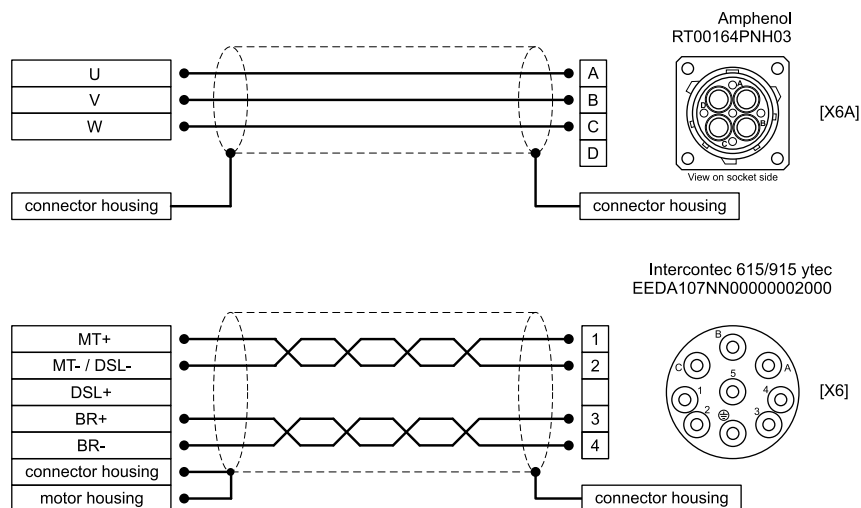 Amphenol
RT00164PNH03
U
A
V
B
W
C
D
[X6A]
A
D
B
C
View on socket side
connector housing
connector housing
Intercontec 615/915 ytec
EEDA107NN00000002000
MT+
1
MT- / DSL-
2
DSL+
BR+
3
BR-
4
connector housing
motor housing
connector housing
B
C
A
5
1
4
2
3
[X6]